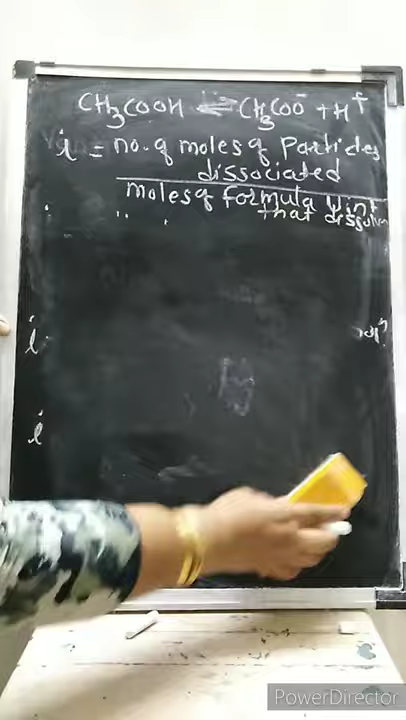 CH₃COOH ⇌ CH₃COO⁻ + H⁺
i = no. of moles of Particles
dissociated
moles of formula Unit
that dissolve
i
i
PowerDirector